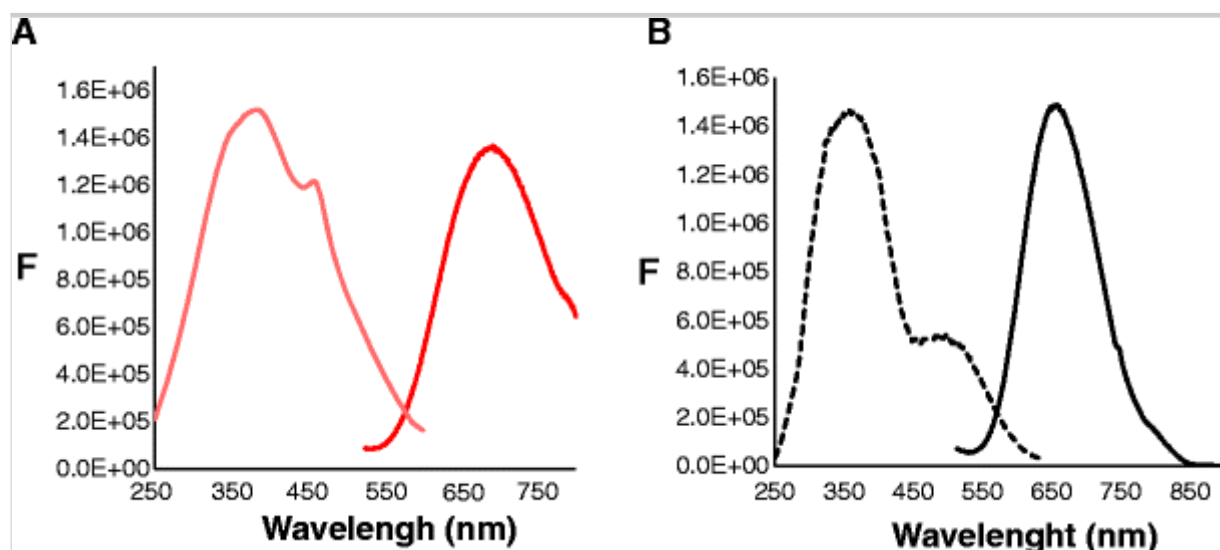 A
1.6E+06
1.4E+06
1.2E+06
1.0E+06
8.0E+05
6.0E+05
4.0E+05
2.0E+05
0.0E+00
F
250 350 450 550 650 750
Wavelengh (nm)
B
1.6E+06
1.4E+06
1.2E+06
1.0E+06
8.0E+05
6.0E+05
4.0E+05
2.0E+05
0.0E+00
F
250 350 450 550 650 750 850
Wavelenght (nm)